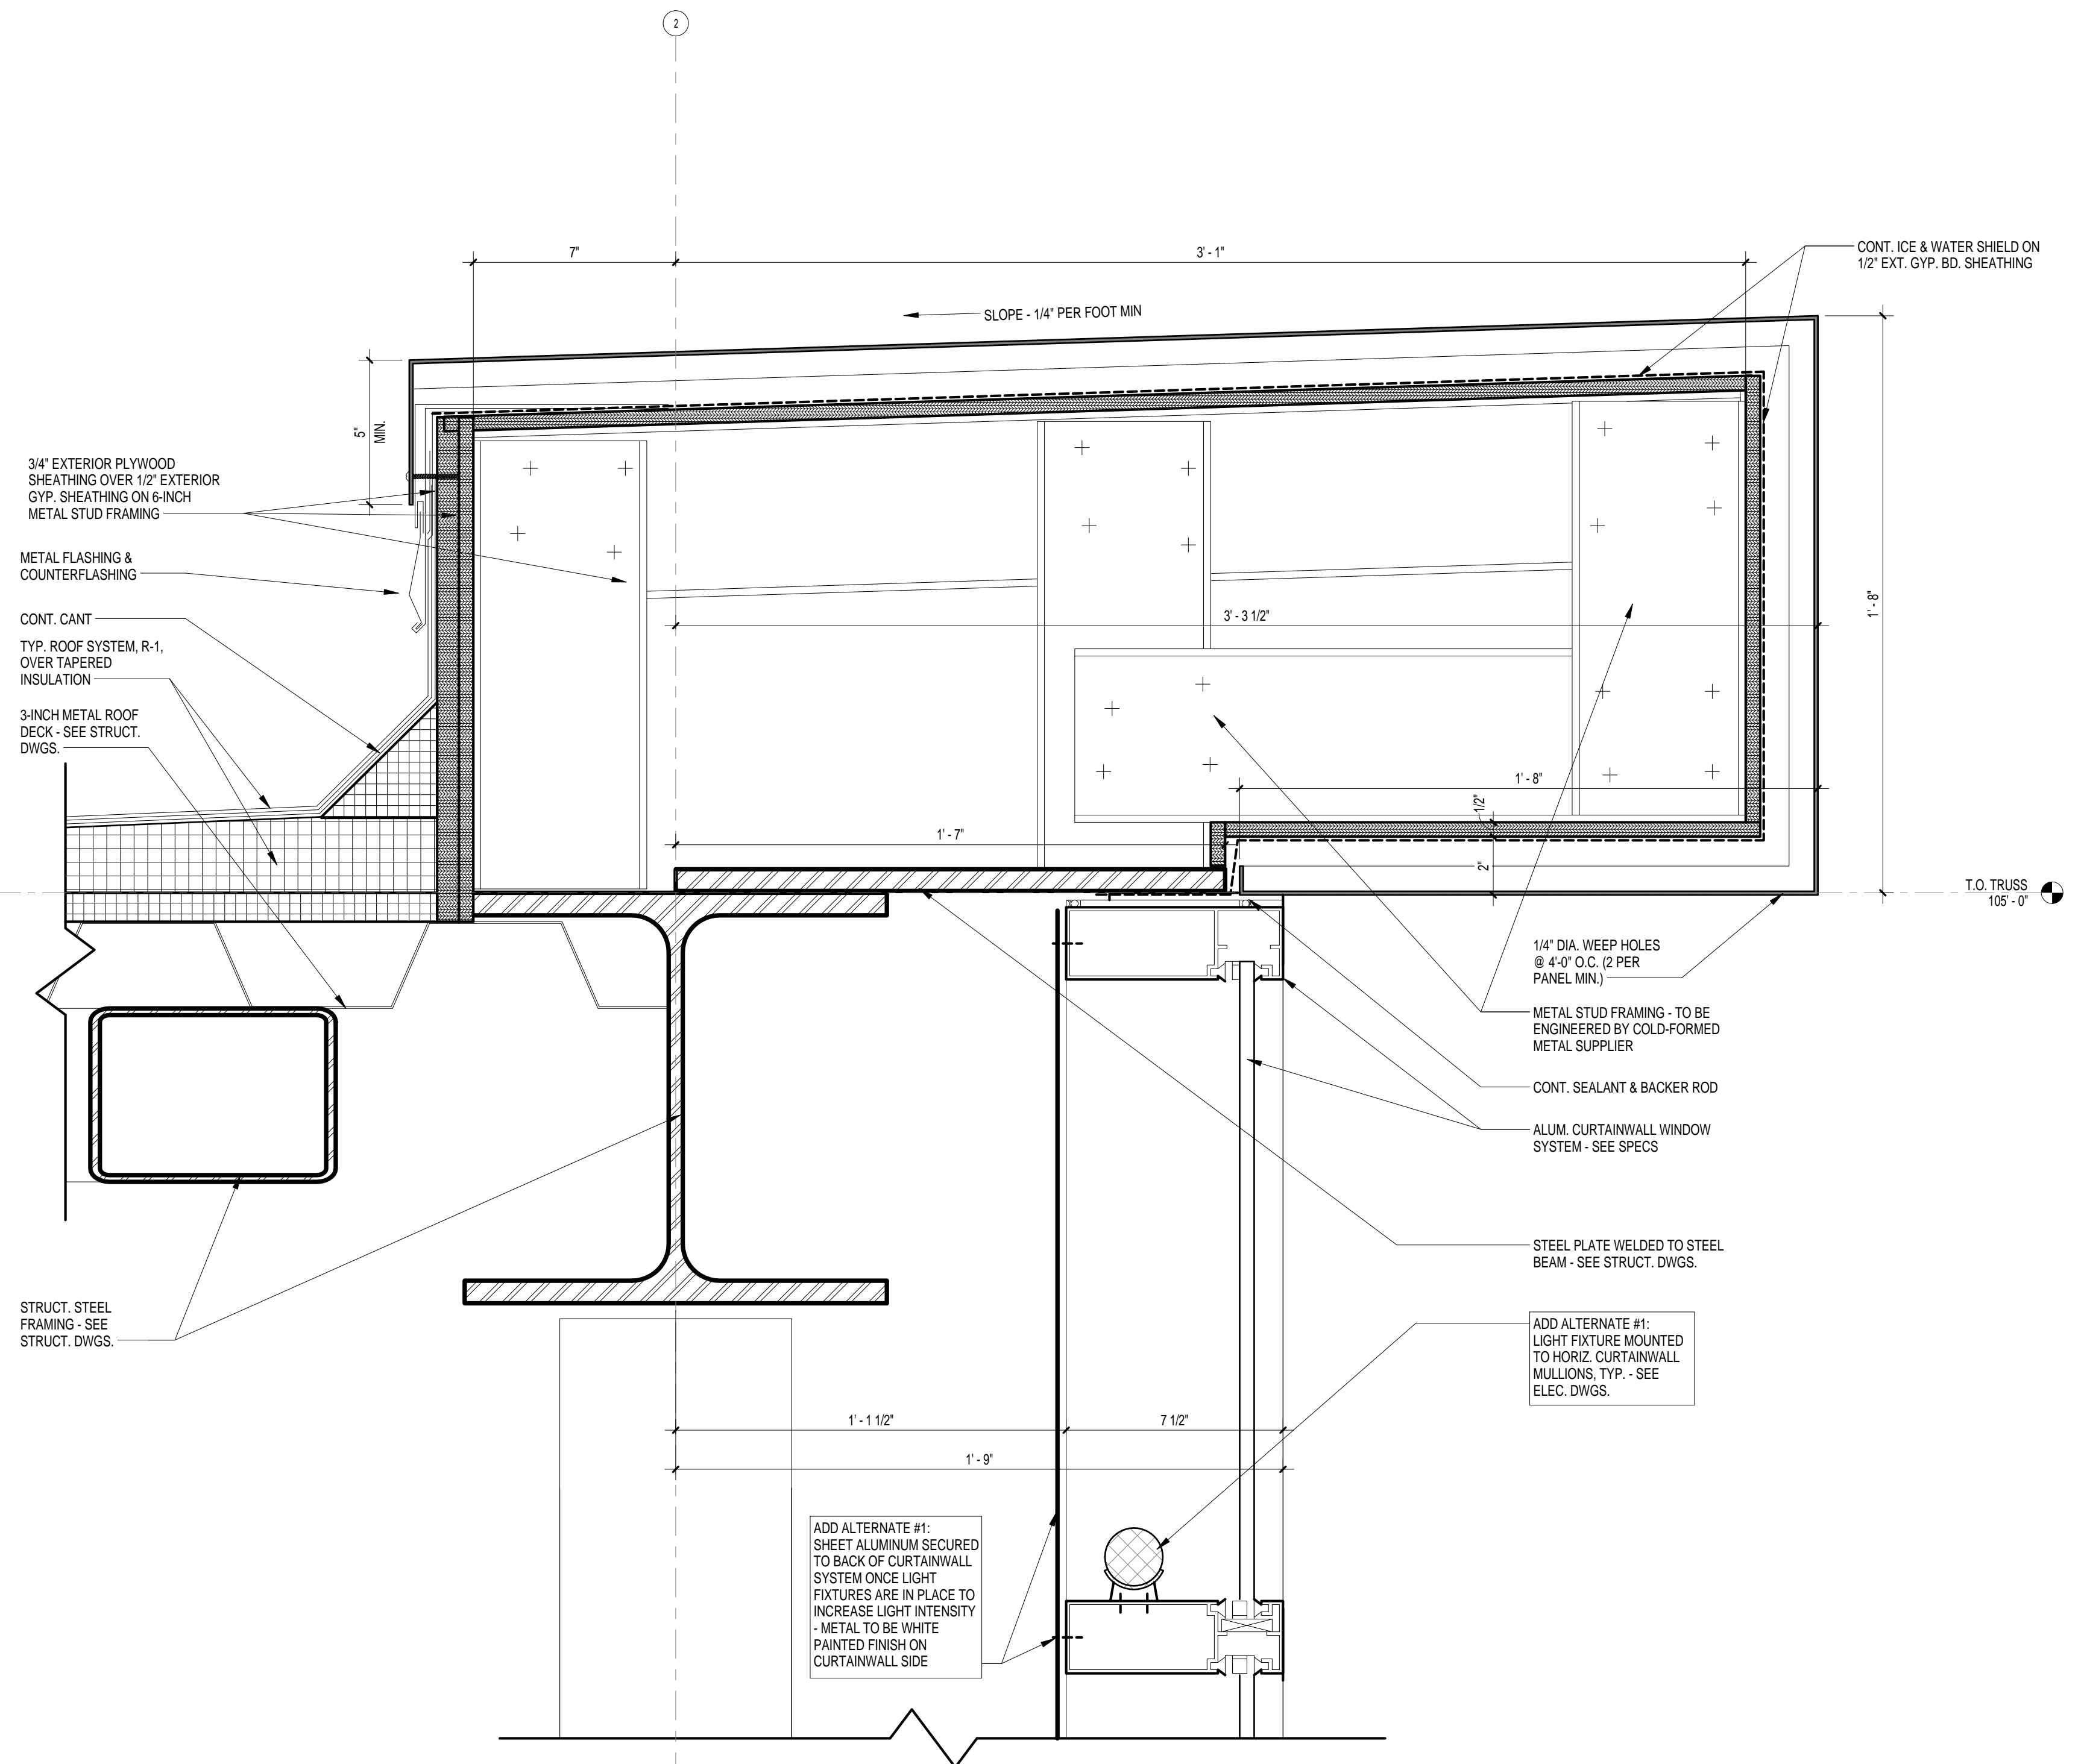 2
7"
3' - 1"
CONT. ICE & WATER SHIELD ON
1/2" EXT. GYP. BD. SHEATHING
SLOPE - 1/4" PER FOOT MIN
5"
MIN.
3/4" EXTERIOR PLYWOOD
SHEATHING OVER 1/2" EXTERIOR
GYP. SHEATHING ON 6-INCH
METAL STUD FRAMING
METAL FLASHING &
COUNTERFLASHING
CONT. CANT
TYP. ROOF SYSTEM, R-1,
OVER TAPERED
INSULATION
3-INCH METAL ROOF
DECK - SEE STRUCT.
DWGS.
3' - 3 1/2"
1' - 8"
1' - 8"
1/2"
1' - 7"
2"
T.O. TRUSS
105' - 0"
1/4" DIA. WEEP HOLES
@ 4'-0" O.C. (2 PER
PANEL MIN.)
METAL STUD FRAMING - TO BE
ENGINEERED BY COLD-FORMED
METAL SUPPLIER
CONT. SEALANT & BACKER ROD
ALUM. CURTAINWALL WINDOW
SYSTEM - SEE SPECS
STEEL PLATE WELDED TO STEEL
BEAM - SEE STRUCT. DWGS.
STRUCT. STEEL
FRAMING - SEE
STRUCT. DWGS.
ADD ALTERNATE #1:
LIGHT FIXTURE MOUNTED
TO HORIZ. CURTAINWALL
MULLIONS, TYP. - SEE
ELEC. DWGS.
1' - 1 1/2"
7 1/2"
1' - 9"
ADD ALTERNATE #1:
SHEET ALUMINUM SECURED
TO BACK OF CURTAINWALL
SYSTEM ONCE LIGHT
FIXTURES ARE IN PLACE TO
INCREASE LIGHT INTENSITY
- METAL TO BE WHITE
PAINTED FINISH ON
CURTAINWALL SIDE